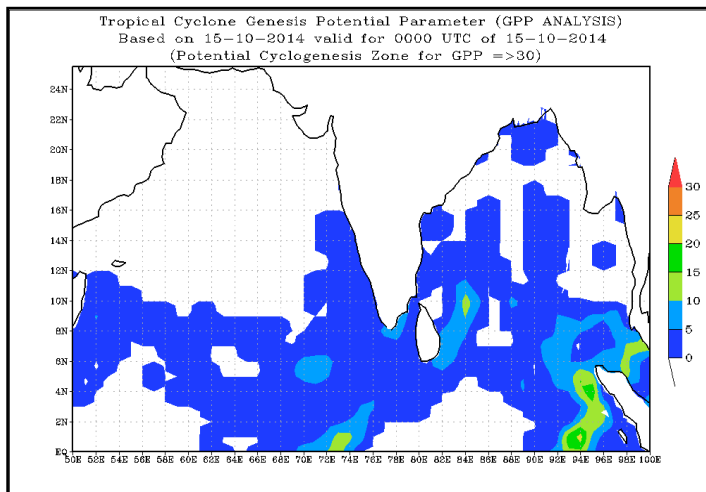 Tropical Cyclone Genesis Potential Parameter (GPP ANALYSIS)
Based on 15-10-2014 valid for 0000 UTC of 15-10-2014
(Potential Cyclogenesis Zone for GPP =>30)
24N
22N
20N
18N
16N
14N
12N
10N
8N
6N
4N
2N
EQ
50E 52E 54E 56E 58E 60E 62E 64E 66E 68E 70E 72E 74E 76E 78E 80E 82E 84E 86E 88E 90E 92E 94E 96E 98E 100E
30
25
20
15
10
5
0